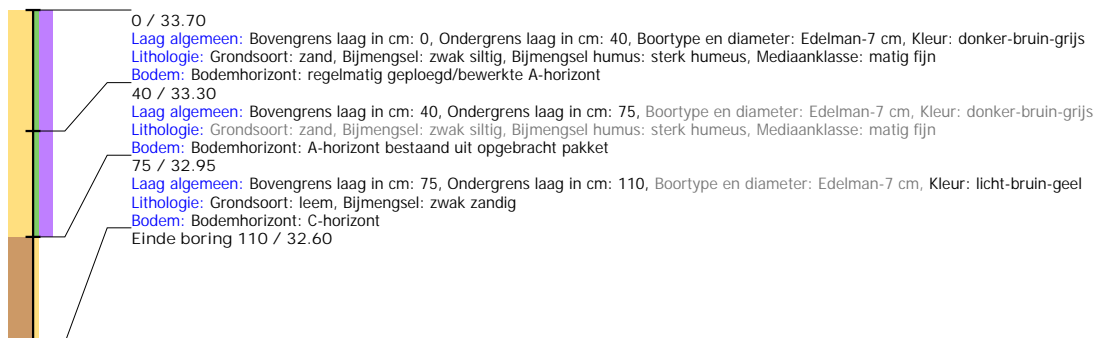 0 / 33.70
Laag algemeen: Bovengrens laag in cm: 0, Ondergrens laag in cm: 40, Boortype en diameter: Edelman-7 cm, Kleur: donker-bruin-grijs
Lithologie: Grondsoort: zand, Bijmengsel: zwak siltig, Bijmengsel humus: sterk humeus, Mediaanklasse: matig fijn
Bodem: Bodemhorizont: regelmatig geploegd/bewerkte A-horizont
40 / 33.30
Laag algemeen: Bovengrens laag in cm: 40, Ondergrens laag in cm: 75, Boortype en diameter: Edelman-7 cm, Kleur: donker-bruin-grijs
Lithologie: Grondsoort: zand, Bijmengsel: zwak siltig, Bijmengsel humus: sterk humeus, Mediaanklasse: matig fijn
Bodem: Bodemhorizont: A-horizont bestaand uit opgebracht pakket
75 / 32.95
Laag algemeen: Bovengrens laag in cm: 75, Ondergrens laag in cm: 110, Boortype en diameter: Edelman-7 cm, Kleur: licht-bruin-geel
Lithologie: Grondsoort: leem, Bijmengsel: zwak zandig
Bodem: Bodemhorizont: C-horizont
Einde boring 110 / 32.60